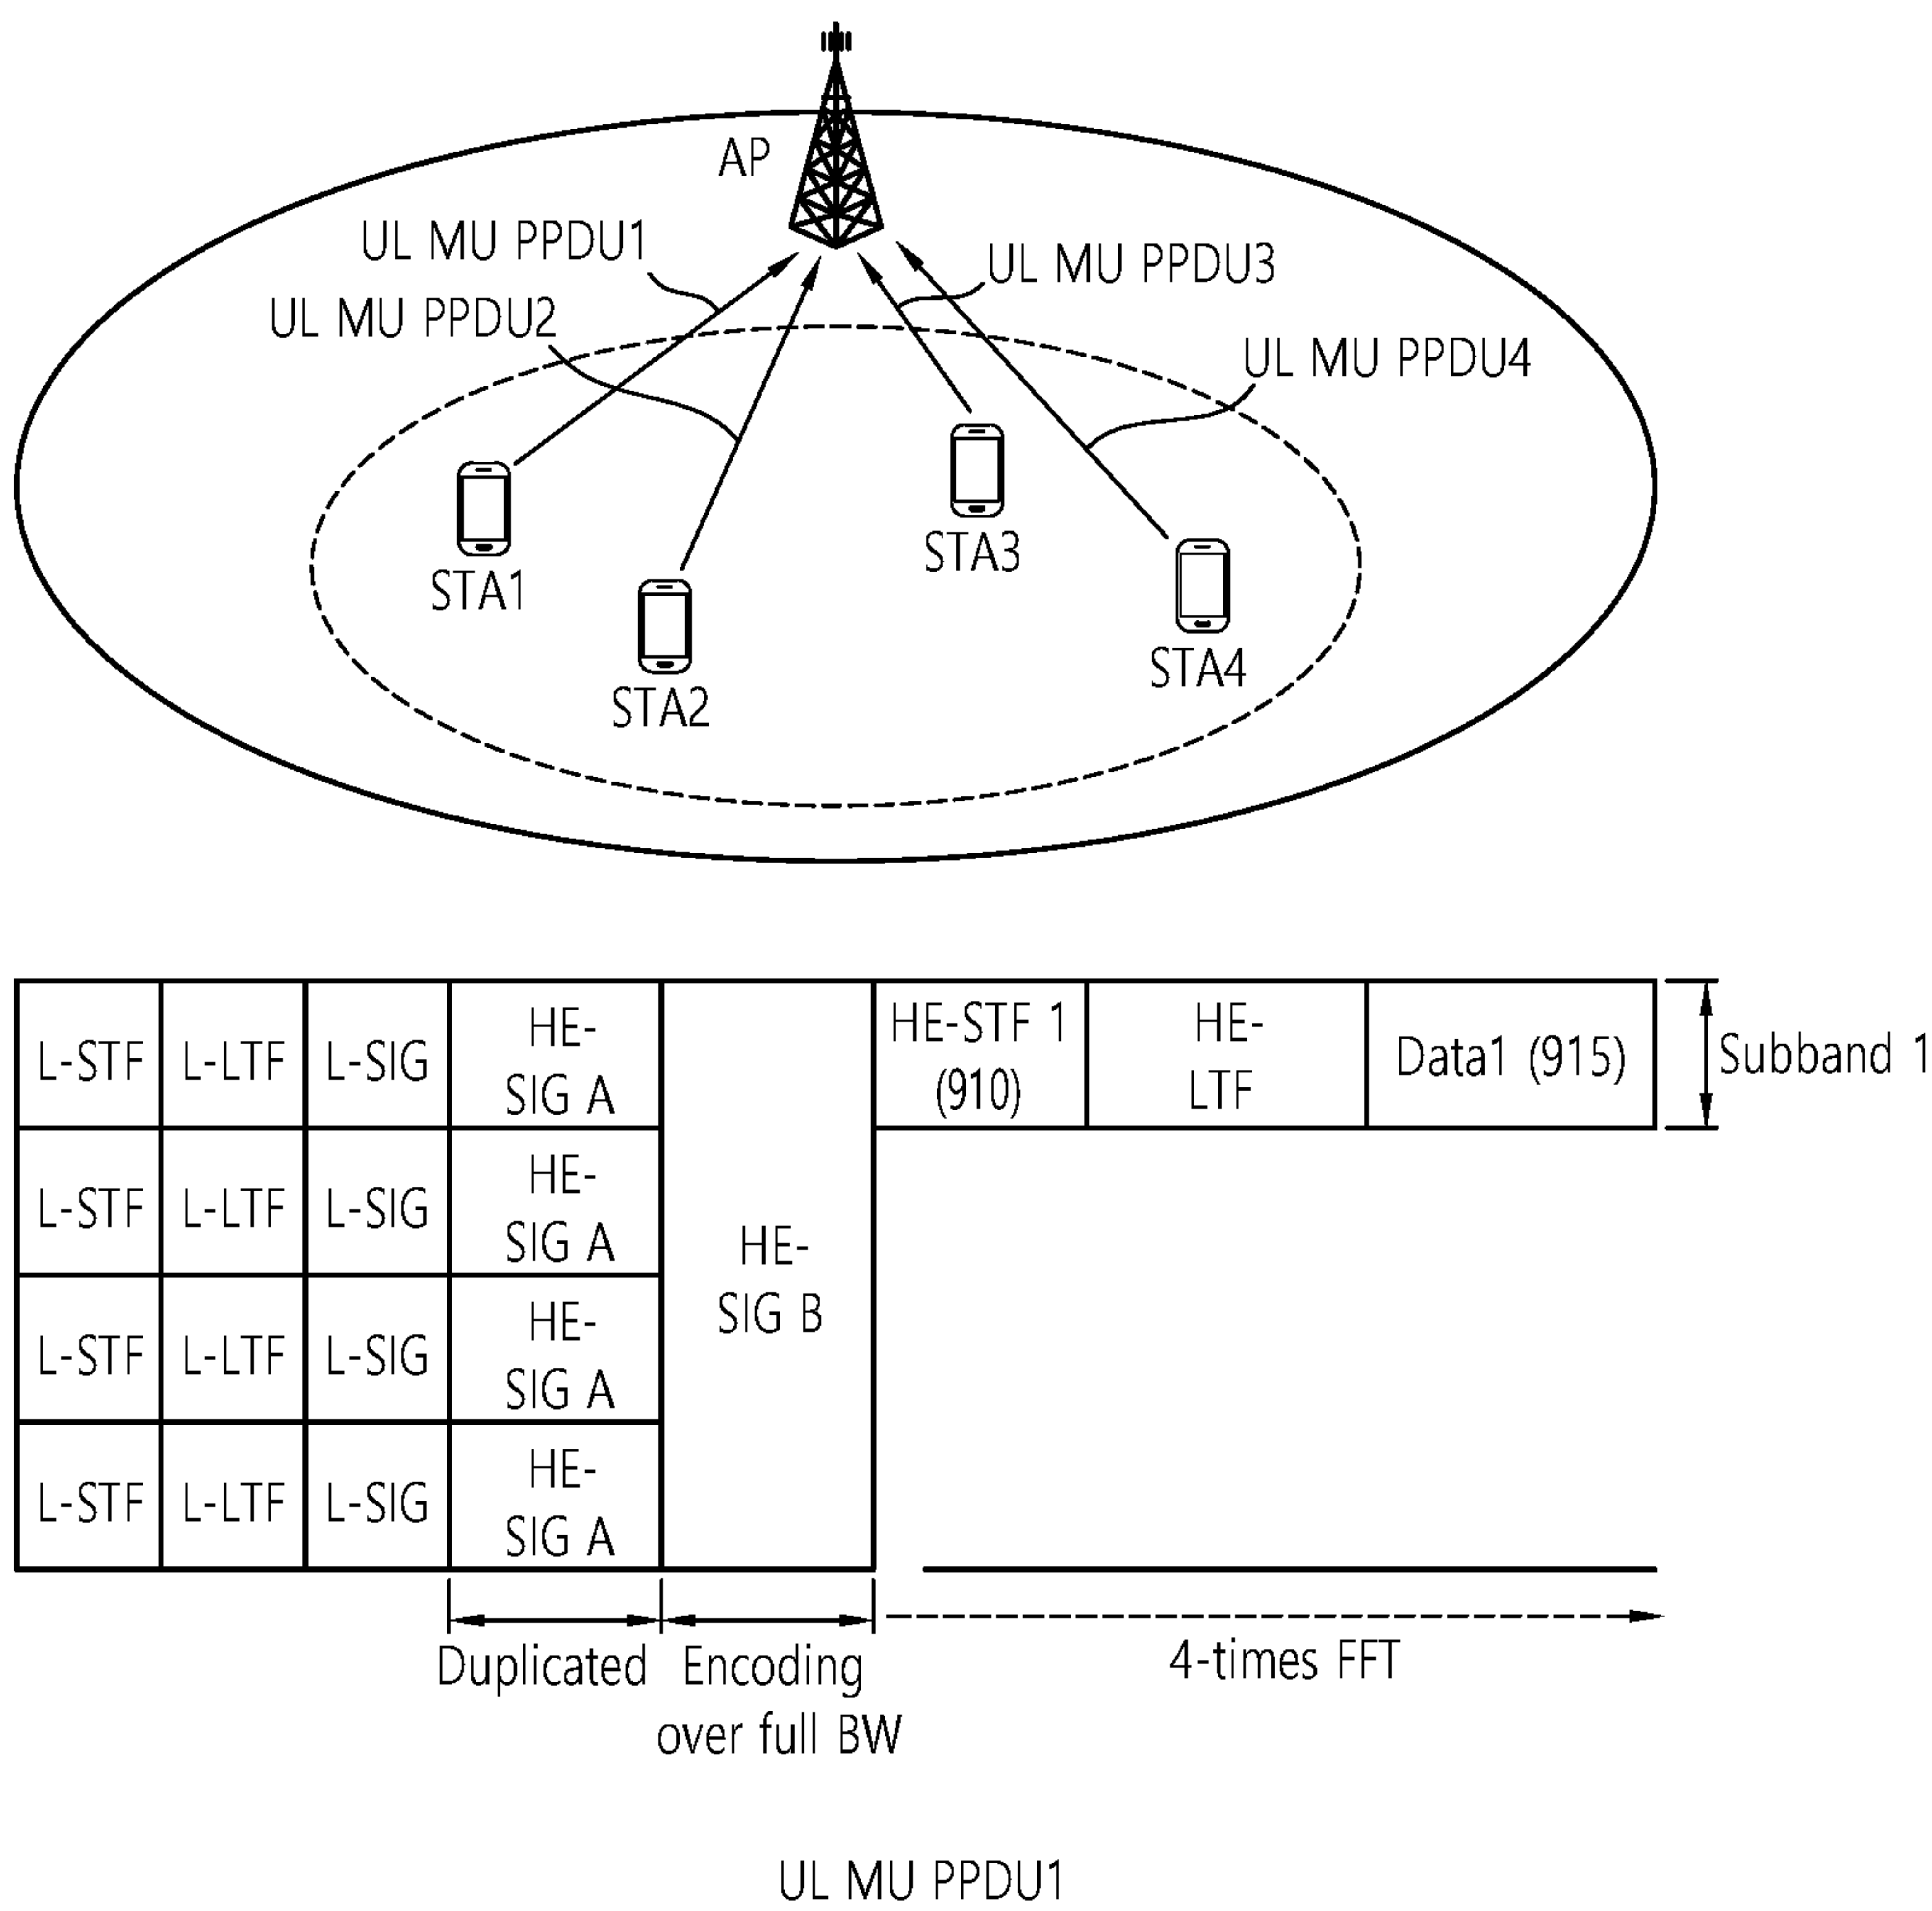 AP
UL MU PPDU1
UL MU PPDU3
UL MU PPDU2
UL MU PPDU4
STA1
STA3
STA2
STA4
L-STF L-LTF L-SIG HE-
SIG A
HE-STF 1
(910)
HE-
LTF
Data1 (915)
Subband 1
L-STF L-LTF L-SIG HE-
SIG A
HE-
SIG B
L-STF L-LTF L-SIG HE-
SIG A
L-STF L-LTF L-SIG HE-
SIG A
Duplicated
Encoding
over full BW
4-times FFT
UL MU PPDU1